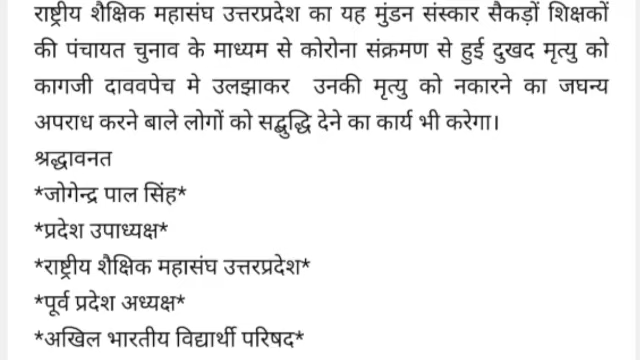 राष्ट्रीय शैक्षिक महासंघ उत्तरप्रदेश का यह मुंडन संस्कार सैकड़ों शिक्षकों
की पंचायत चुनाव के माध्यम से कोरोना संक्रमण से हुई दुखद मृत्यु को
कागजी दाववपेच मे उलझाकर उनकी मृत्यु को नकारने का जघन्य
अपराध करने बाले लोगों को सद्बुद्धि देने का कार्य भी करेगा।
श्रद्धावनत
*जोगेन्द्र पाल सिंह*
*प्रदेश उपाध्यक्ष*
*राष्ट्रीय शैक्षिक महासंघ उत्तरप्रदेश*
*पूर्व प्रदेश अध्यक्ष*
*अखिल भारतीय विद्यार्थी परिषद*